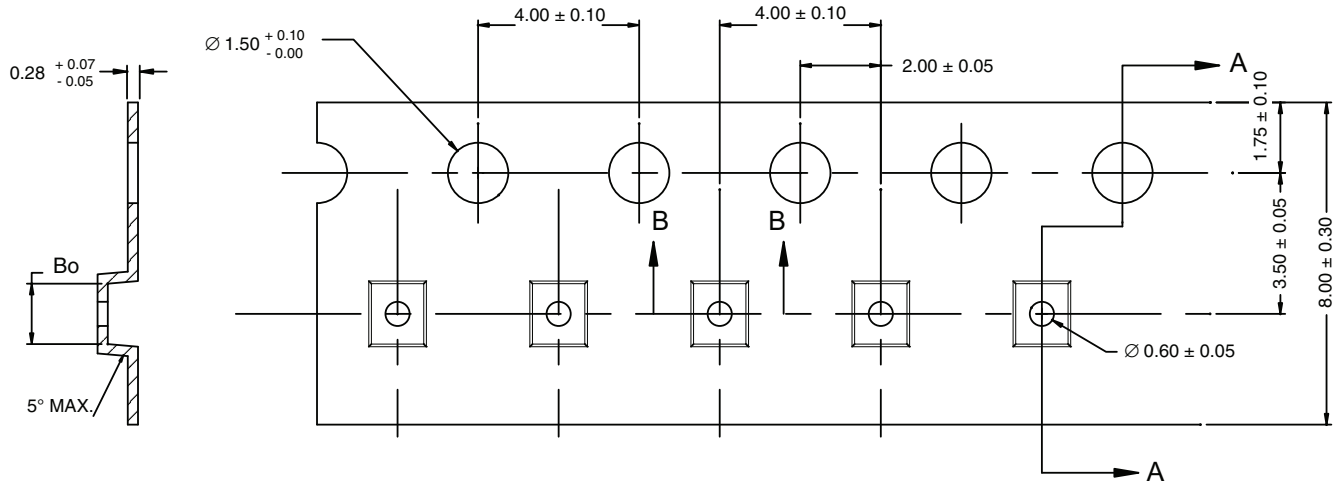 4.00 ± 0.10
4.00 ± 0.10
Ø 1.50 + 0.10
- 0.00
0.28 + 0.07
- 0.05
2.00 ± 0.05
A
1.75 ± 0.10
B
B
3.50 ± 0.05
8.00 ± 0.30
Bo
Ø 0.60 ± 0.05
5° MAX.
A